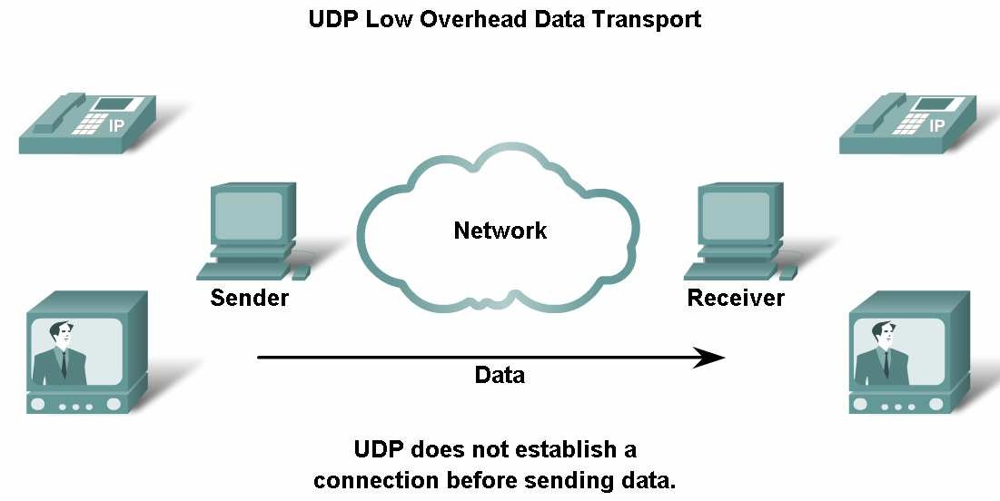 UDP Low Overhead Data Transport
IP
IP
Network
Sender
Receiver
Data
UDP does not establish a
connection before sending data.